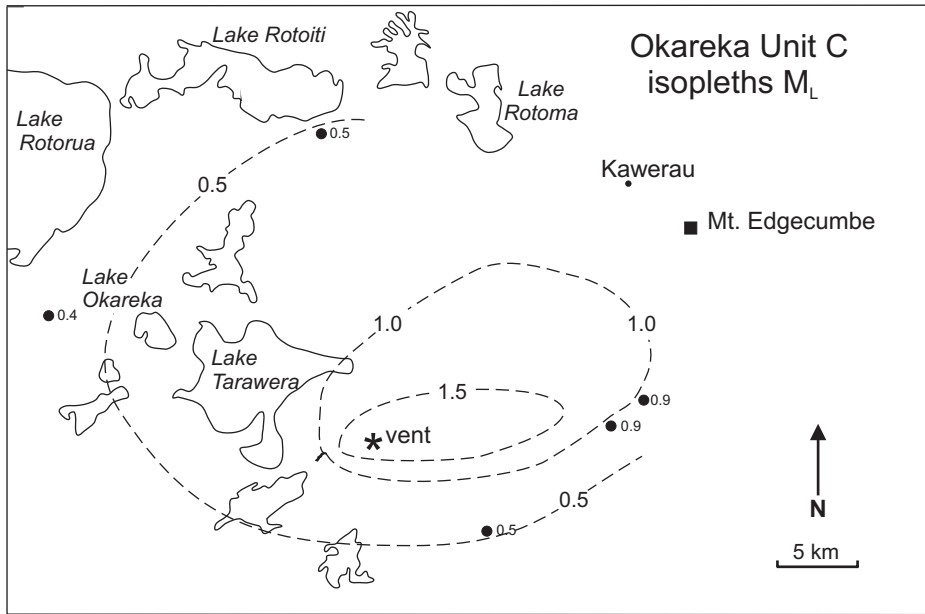 Okareka Unit C
isopleths M_L
Lake Rotoiti
Lake
Rotoma
Lake
Rotorua
0.5
Kawerau
0.5
Mt. Edgecumbe
Lake
Okareka
0.4
1.0
1.0
Lake
Tarawera
1.5
0.9
0.9
vent
0.5
0.5
N
5 km